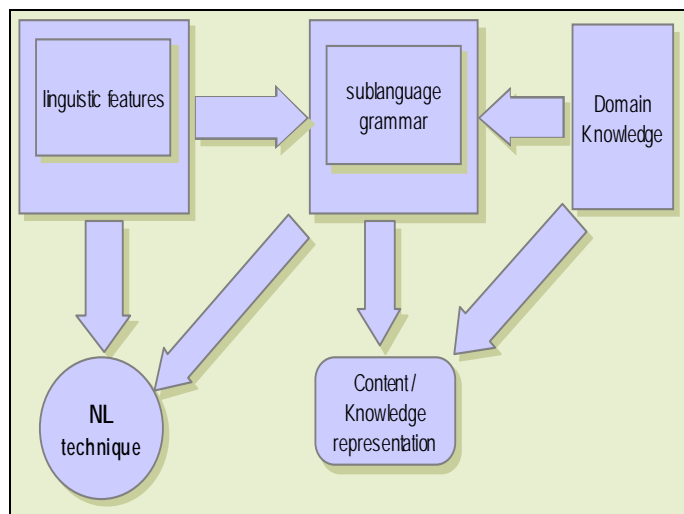 linguistic features
sublanguage
grammar
Domain
Knowledge
NL
technique
Content /
Knowledge
representation